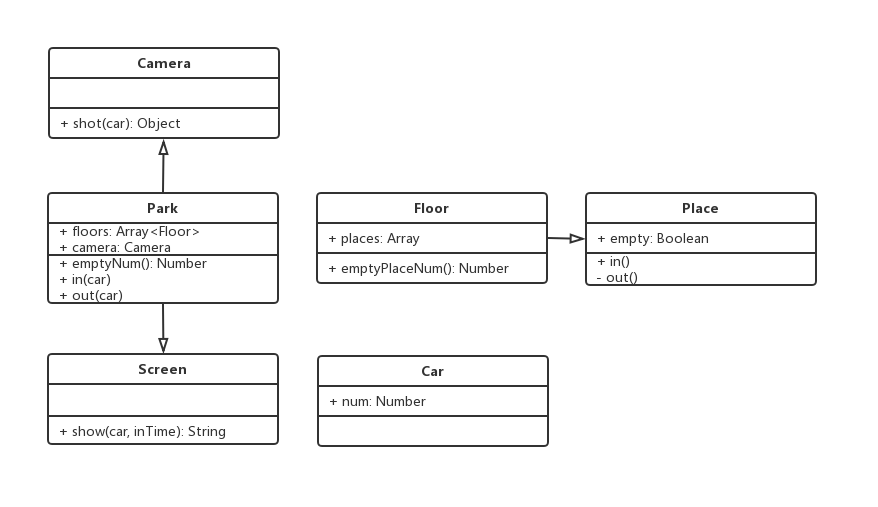 Camera
+ shot(car): Object
Park
+ floors: Array<Floor>
+ camera: Camera
+ emptyNum(): Number
+ in(car)
+ out(car)
Floor
+ places: Array
+ emptyPlaceNum(): Number
Place
+ empty: Boolean
+ in()
- out()
Screen
+ show(car, inTime): String
Car
+ num: Number